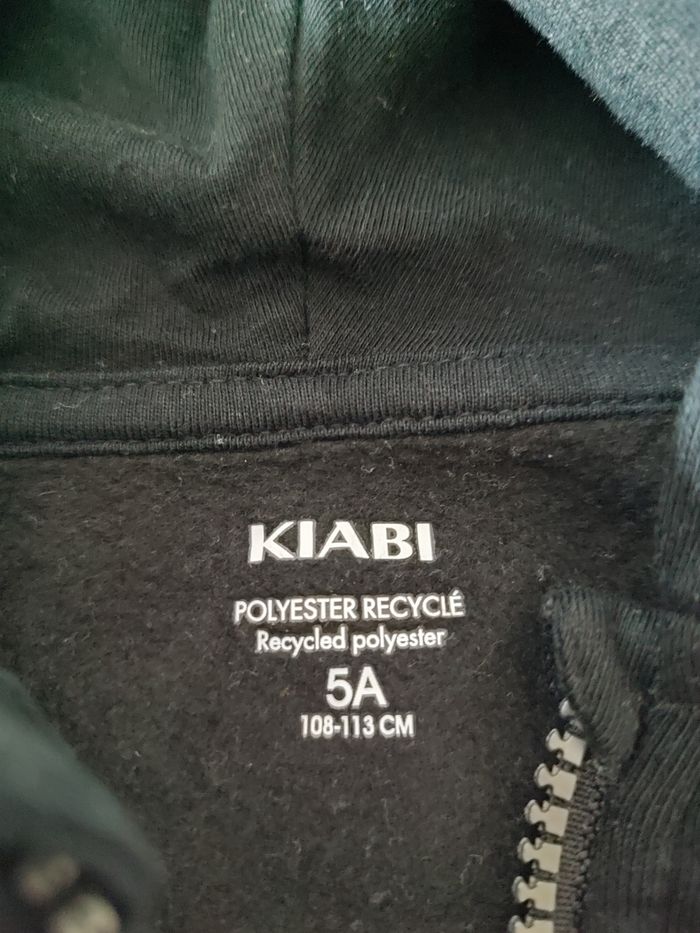 KIABI
POLYESTER RECYCLÉ
Recycled polyester
5A
108-113 CM